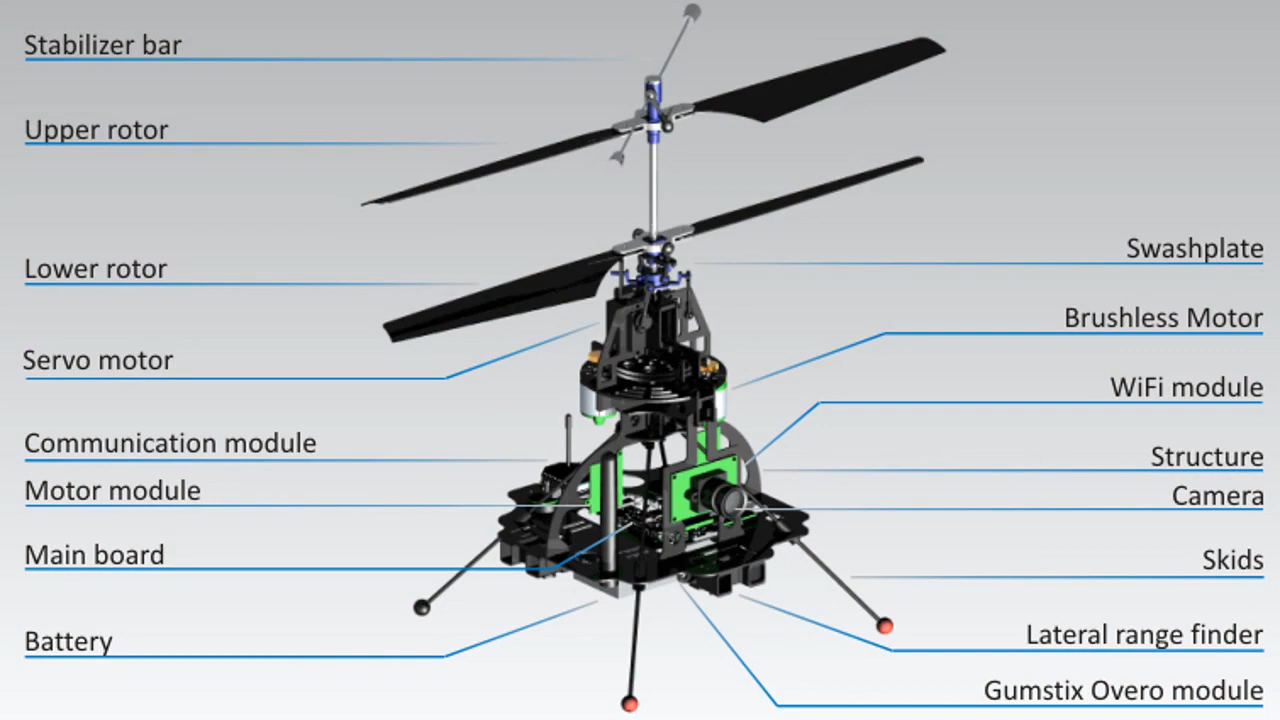 Stabilizer bar
Upper rotor
Lower rotor
Servo motor
Communication module
Motor module
Main board
Battery
Swashplate
Brushless Motor
WiFi module
Structure
Camera
Skids
Lateral range finder
Gumstix Overo module